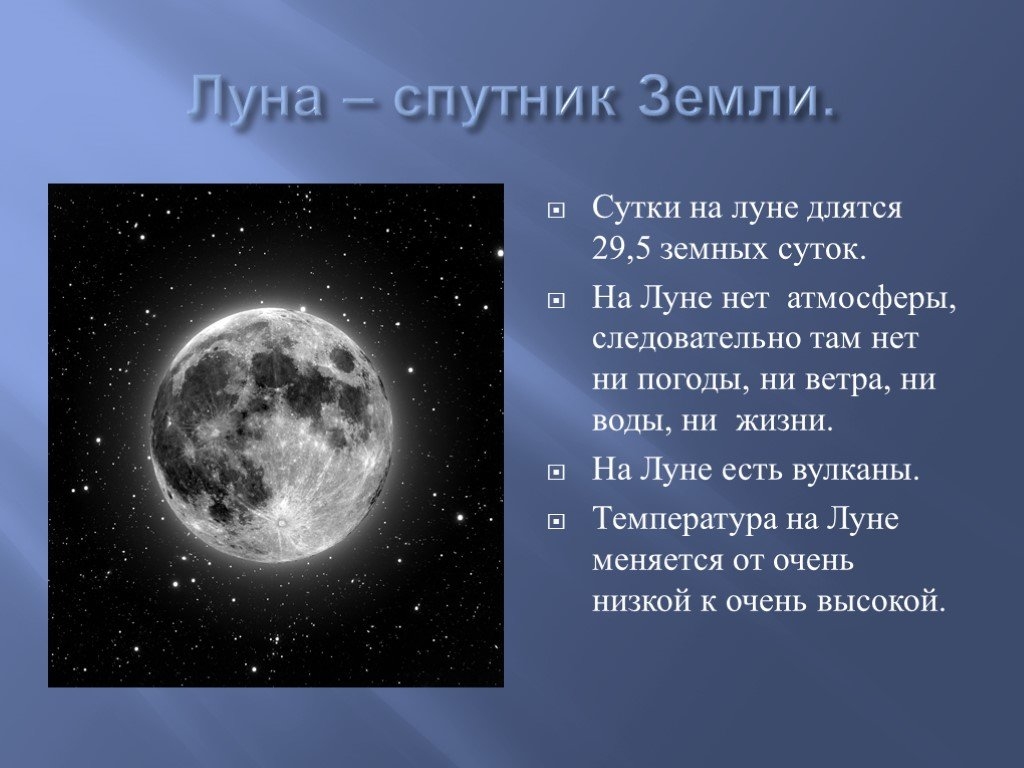 Луна – спутник Земли.
Сутки на луне длятся
29,5 земных суток.
На Луне нет  атмосферы,
следовательно там нет
ни погоды, ни ветра, ни
воды, ни  жизни.
На Луне есть вулканы.
Температура на Луне
меняется от очень
низкой к очень высокой.